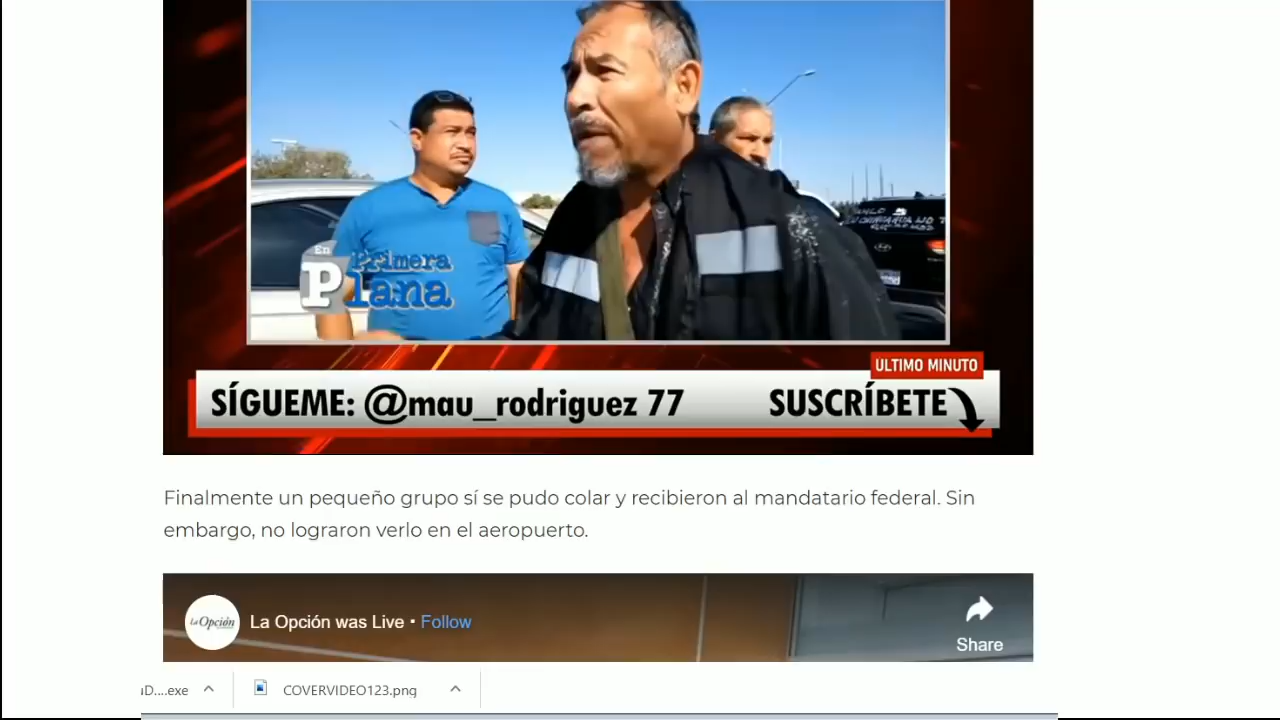 En
Primera
Plana
ÚLTIMO MINUTO
SÍGUEME: @mau_rodriguez 77
SUSCRÍBETE
Finalmente un pequeño grupo sí se pudo colar y recibieron al mandatario federal. Sin
embargo, no lograron verlo en el aeropuerto.
La Opción
La Opción was Live · Follow
Share
D....exe
COVERVIDEO123.png